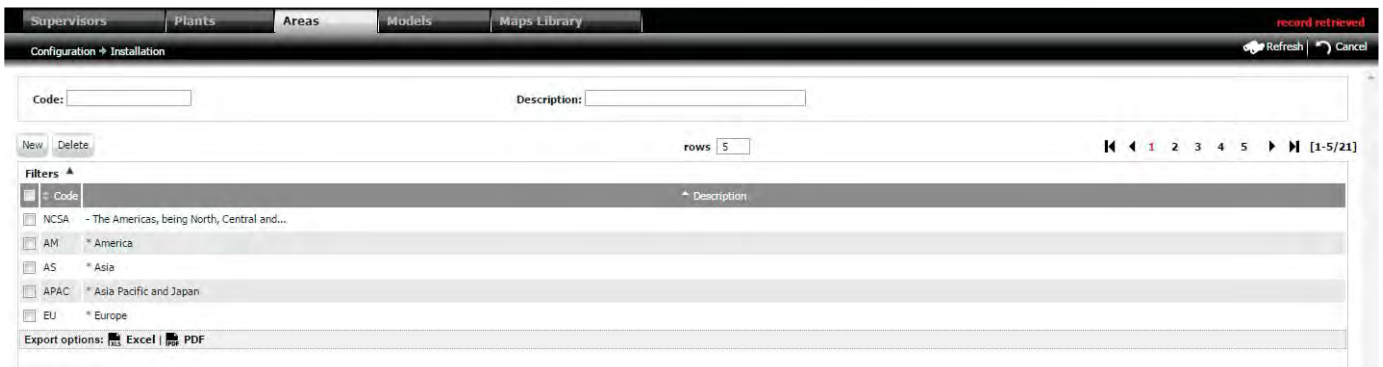 Supervisors Plants Areas Models Maps Library record retrieved
Configuration → Installation Refresh Cancel
Code: Description:
New Delete rows 5 1 2 3 4 5 [1-5/21]
Filters
Code Description
NCSA - The Americas, being North, Central and...
AM * America
AS * Asia
APAC * Asia Pacific and Japan
EU * Europe
Export options: XLS Excel | PDF PDF